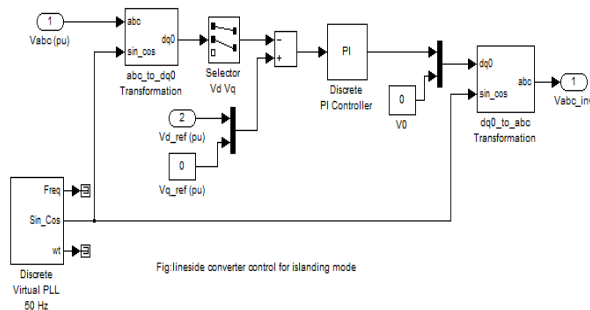 1
Vabc (pu)
abc
sin_cos
dq0
abc_to_dq0
Transformation
Selector
Vd Vq
−
+
PI
Discrete
PI Controller
2
Vd_ref (pu)
0
Vq_ref (pu)
0
V0
dq0
sin_cos
abc
dq0_to_abc
Transformation
1
Vabc_inv
Freq
Sin_Cos
wt
Discrete
Virtual PLL
50 Hz
Fig:lineside converter control for islanding mode